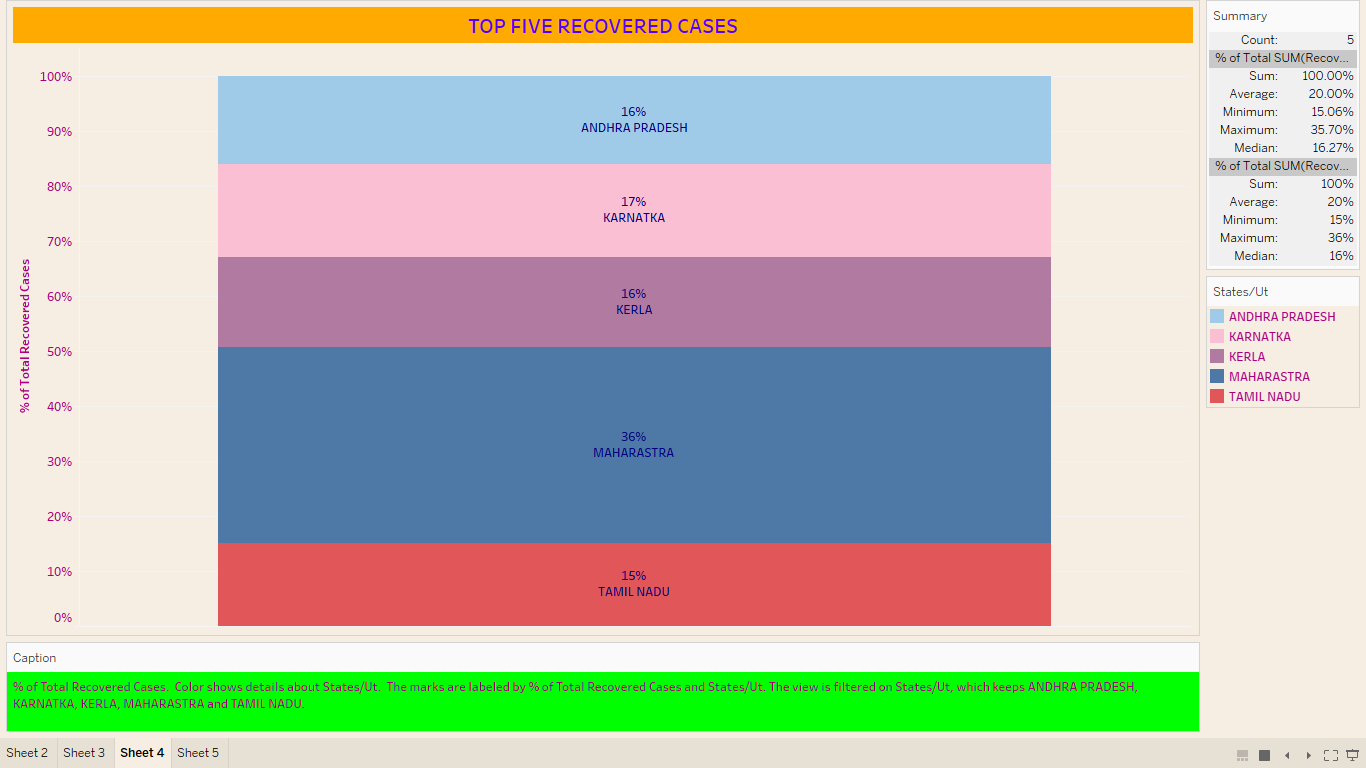 TOP FIVE RECOVERED CASES
% of Total Recovered Cases
100%
90%
80%
70%
60%
50%
40%
30%
20%
10%
0%
16%
ANDHRA PRADESH
17%
KARNATKA
16%
KERLA
36%
MAHARASTRA
15%
TAMIL NADU
Summary
Count: 5
% of Total SUM(Recov...
Sum: 100.00%
Average: 20.00%
Minimum: 15.06%
Maximum: 35.70%
Median: 16.27%
% of Total SUM(Recov...
Sum: 100%
Average: 20%
Minimum: 15%
Maximum: 36%
Median: 16%
States/Ut
ANDHRA PRADESH
KARNATKA
KERLA
MAHARASTRA
TAMIL NADU
Caption
% of Total Recovered Cases.  Color shows details about States/Ut.  The marks are labeled by % of Total Recovered Cases and States/Ut. The view is filtered on States/Ut, which keeps ANDHRA PRADESH,
KARNATKA, KERLA, MAHARASTRA and TAMIL NADU.
Sheet 2 Sheet 3 Sheet 4 Sheet 5